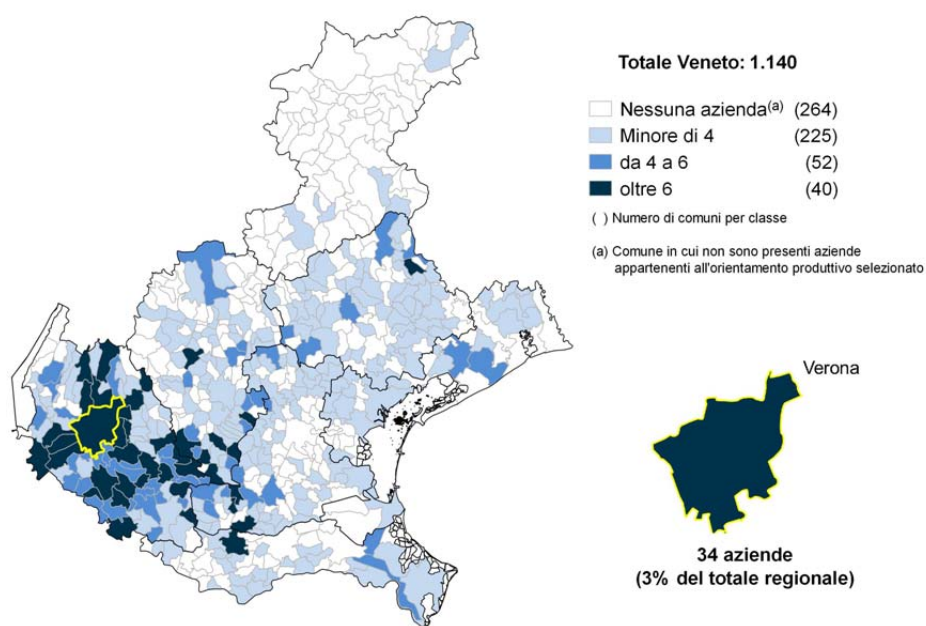 Totale Veneto: 1.140
Nessuna azienda(a) (264)
Minore di 4 (225)
da 4 a 6 (52)
oltre 6 (40)
( ) Numero di comuni per classe
(a) Comune in cui non sono presenti aziende
appartenenti all'orientamento produttivo selezionato
Verona
34 aziende
(3% del totale regionale)